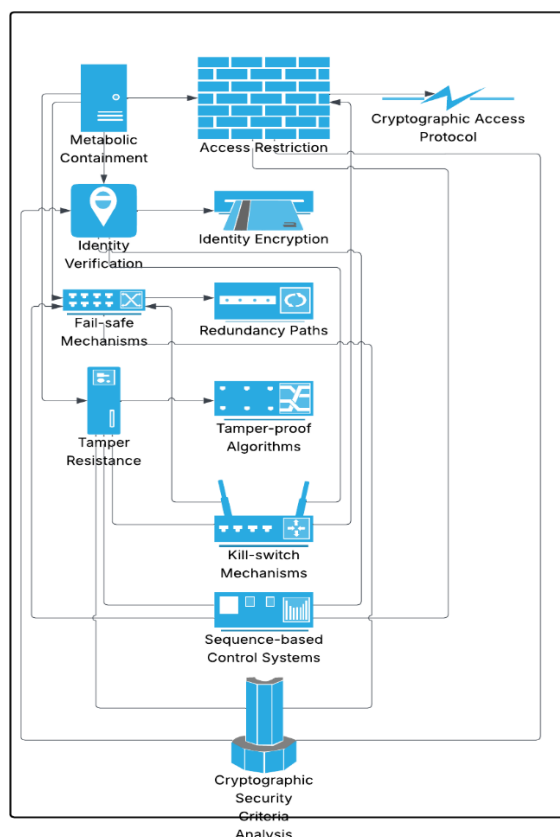 Metabolic
Containment
Access Restriction
Cryptographic Access
Protocol
Identity
Verification
Identity Encryption
Fail-safe
Mechanisms
Redundancy Paths
Tamper
Resistance
Tamper-proof
Algorithms
Kill-switch
Mechanisms
Sequence-based
Control Systems
Cryptographic
Security
Criteria
Analysis